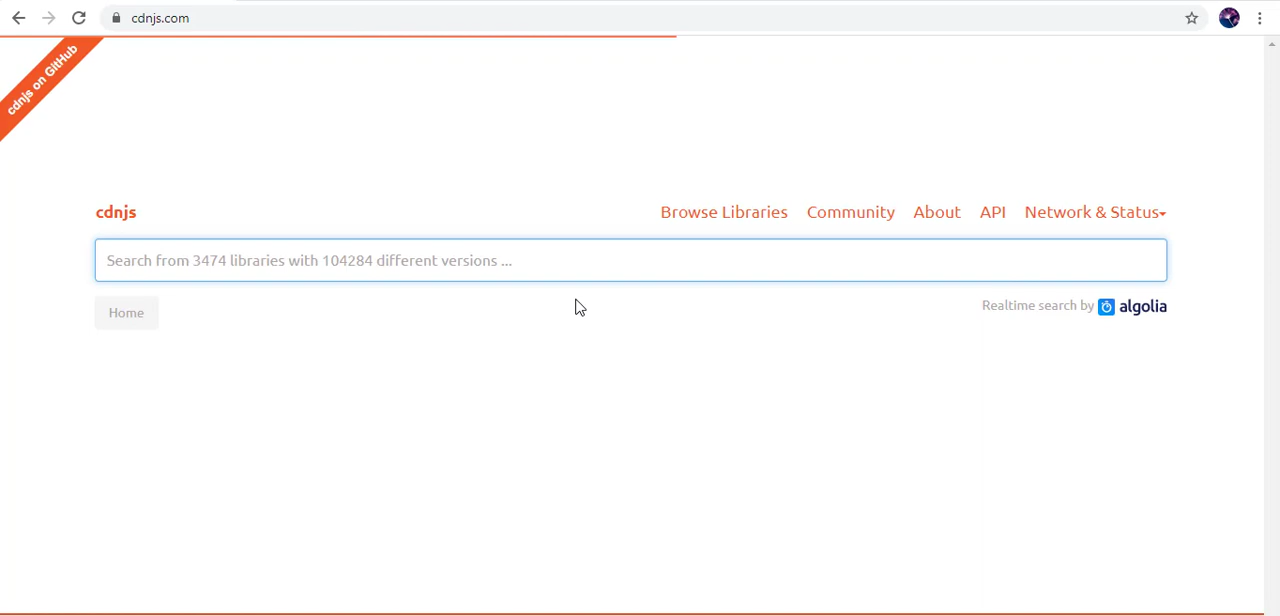 cdnjs.com
cdnjs on GitHub
cdnjs
Browse Libraries Community About API Network & Status
Search from 3474 libraries with 104284 different versions ...
Home
Realtime search by algolia